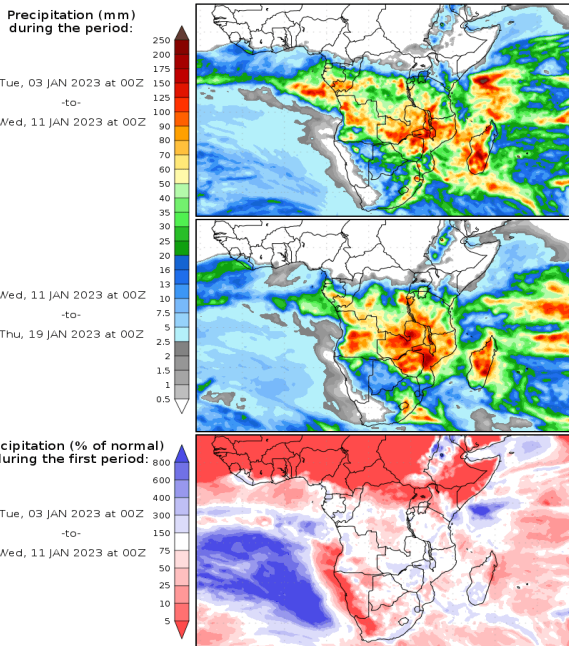 Precipitation (mm)
during the period:
250
200
175
150
125
100
90
80
70
60
50
40
35
30
25
20
16
13
10
7.5
5
2.5
2
1.5
1
0.5
Tue, 03 JAN 2023 at 00Z
-to-
Wed, 11 JAN 2023 at 00Z
Wed, 11 JAN 2023 at 00Z
-to-
Thu, 19 JAN 2023 at 00Z
cipitation (% of normal)
during the first period:
800
600
400
300
150
75
50
25
10
5
Tue, 03 JAN 2023 at 00Z
-to-
Wed, 11 JAN 2023 at 00Z